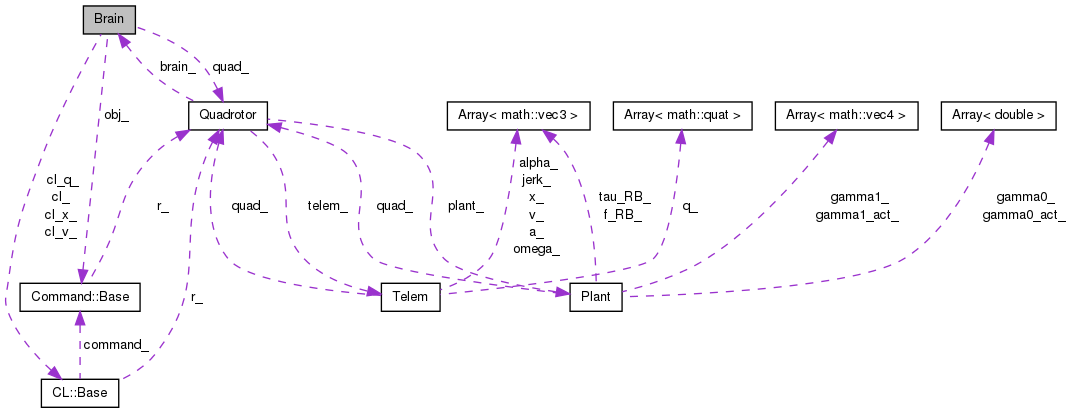 Brain
brain_
quad_
Quadrotor
Array< math::vec3 >
Array< math::quat >
Array< math::vec4 >
Array< double >
obj_
cl_q_
cl_
cl_x_
cl_v_
r_
quad_
telem_
quad_
plant_
alpha_
jerk_
x_
v_
a_
omega_
tau_RB_
f_RB_
q_
gamma1_
gamma1_act_
gamma0_
gamma0_act_
Command::Base
r_
Telem
Plant
command_
CL::Base